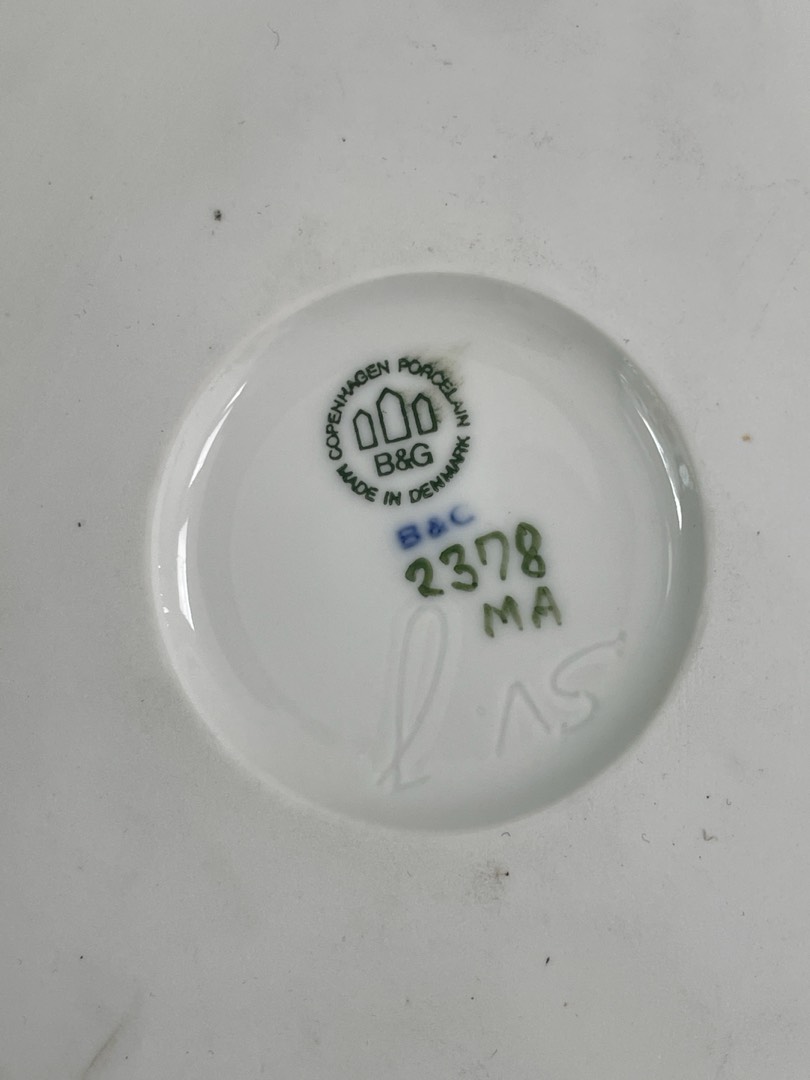 COPENHAGEN PORCELAIN
B&G
MADE IN DENMARK
B&G
2378
MA